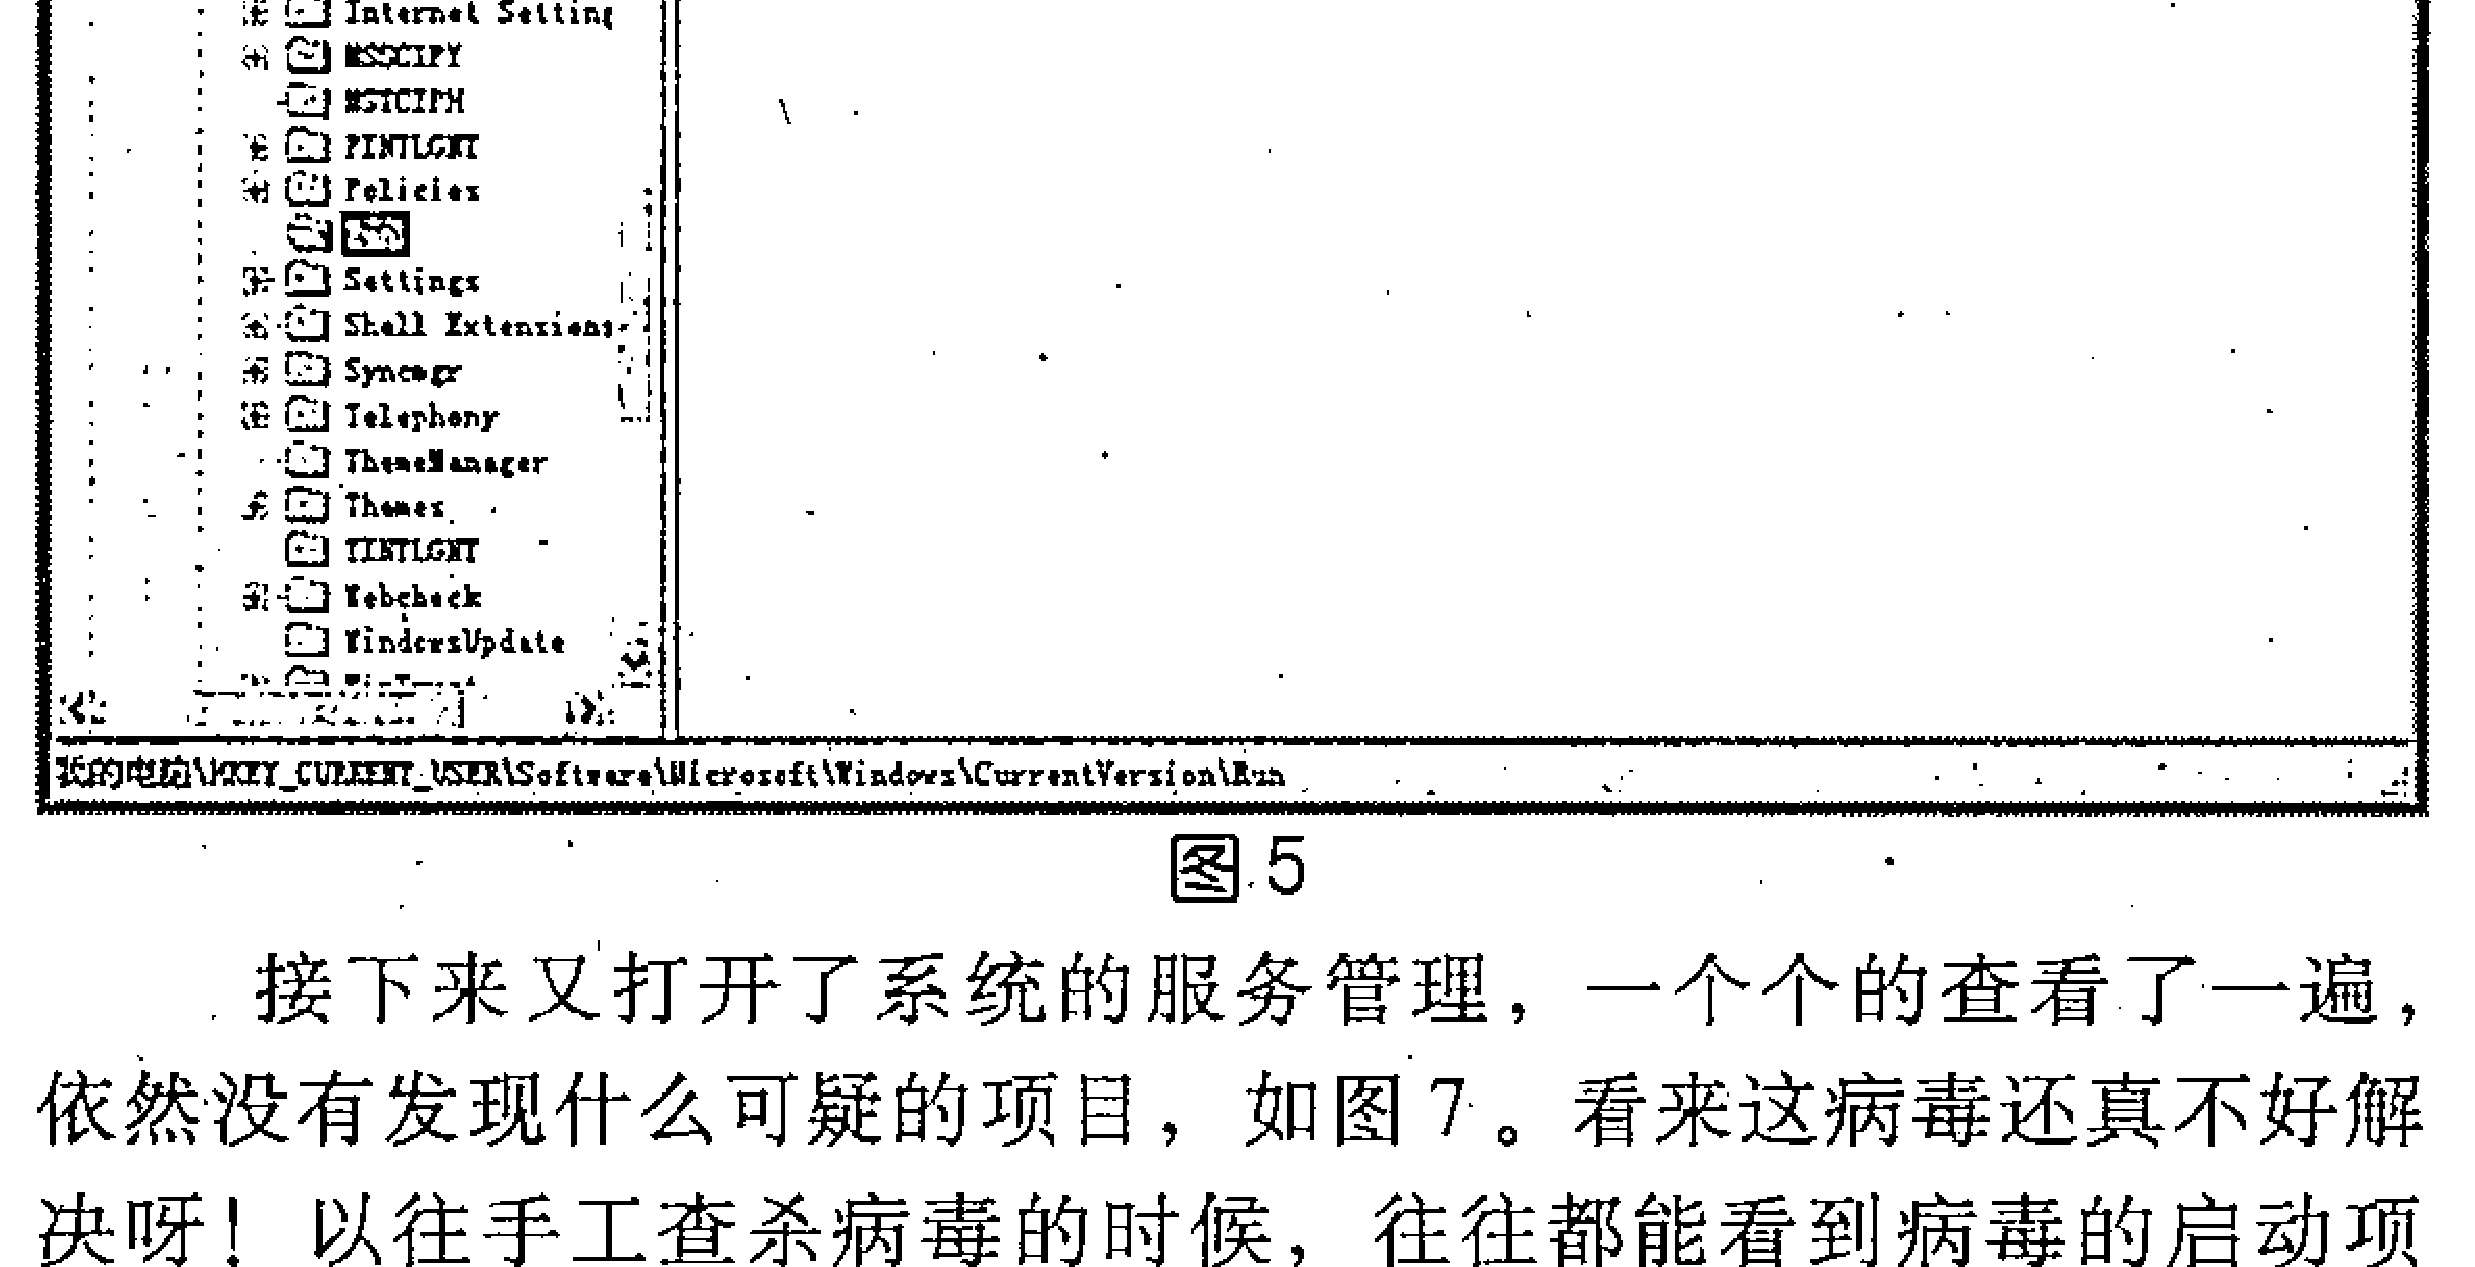 Internet Setting
PINTLGNT
Policies
Settings
Shell Extensions
Syncmgr
Telephony
ThemeManager
Themes
TINTLGNT
Webcheck
WindowsUpdate
我的电脑\HKEY_CURRENT_USER\Software\Microsoft\Windows\CurrentVersion\Run
图 5
接下来又打开了系统的服务管理，一个个的查看了一遍，
依然没有发现什么可疑的项目，如图 7。看来这病毒还真不好解
决呀！以往手工查杀病毒的时候，往往都能看到病毒的启动项